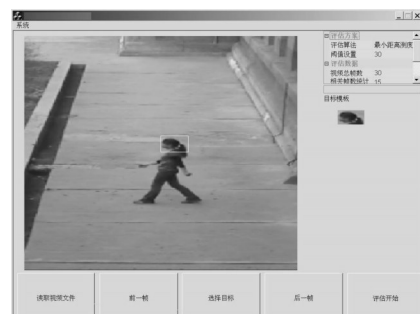 系统
评估方案
评估算法 最小距离测度
阈值设置 30
评估数据
视频总帧数 30
相关帧数统计 15
目标模板
读取视频文件
前一帧
选择目标
后一帧
评估开始